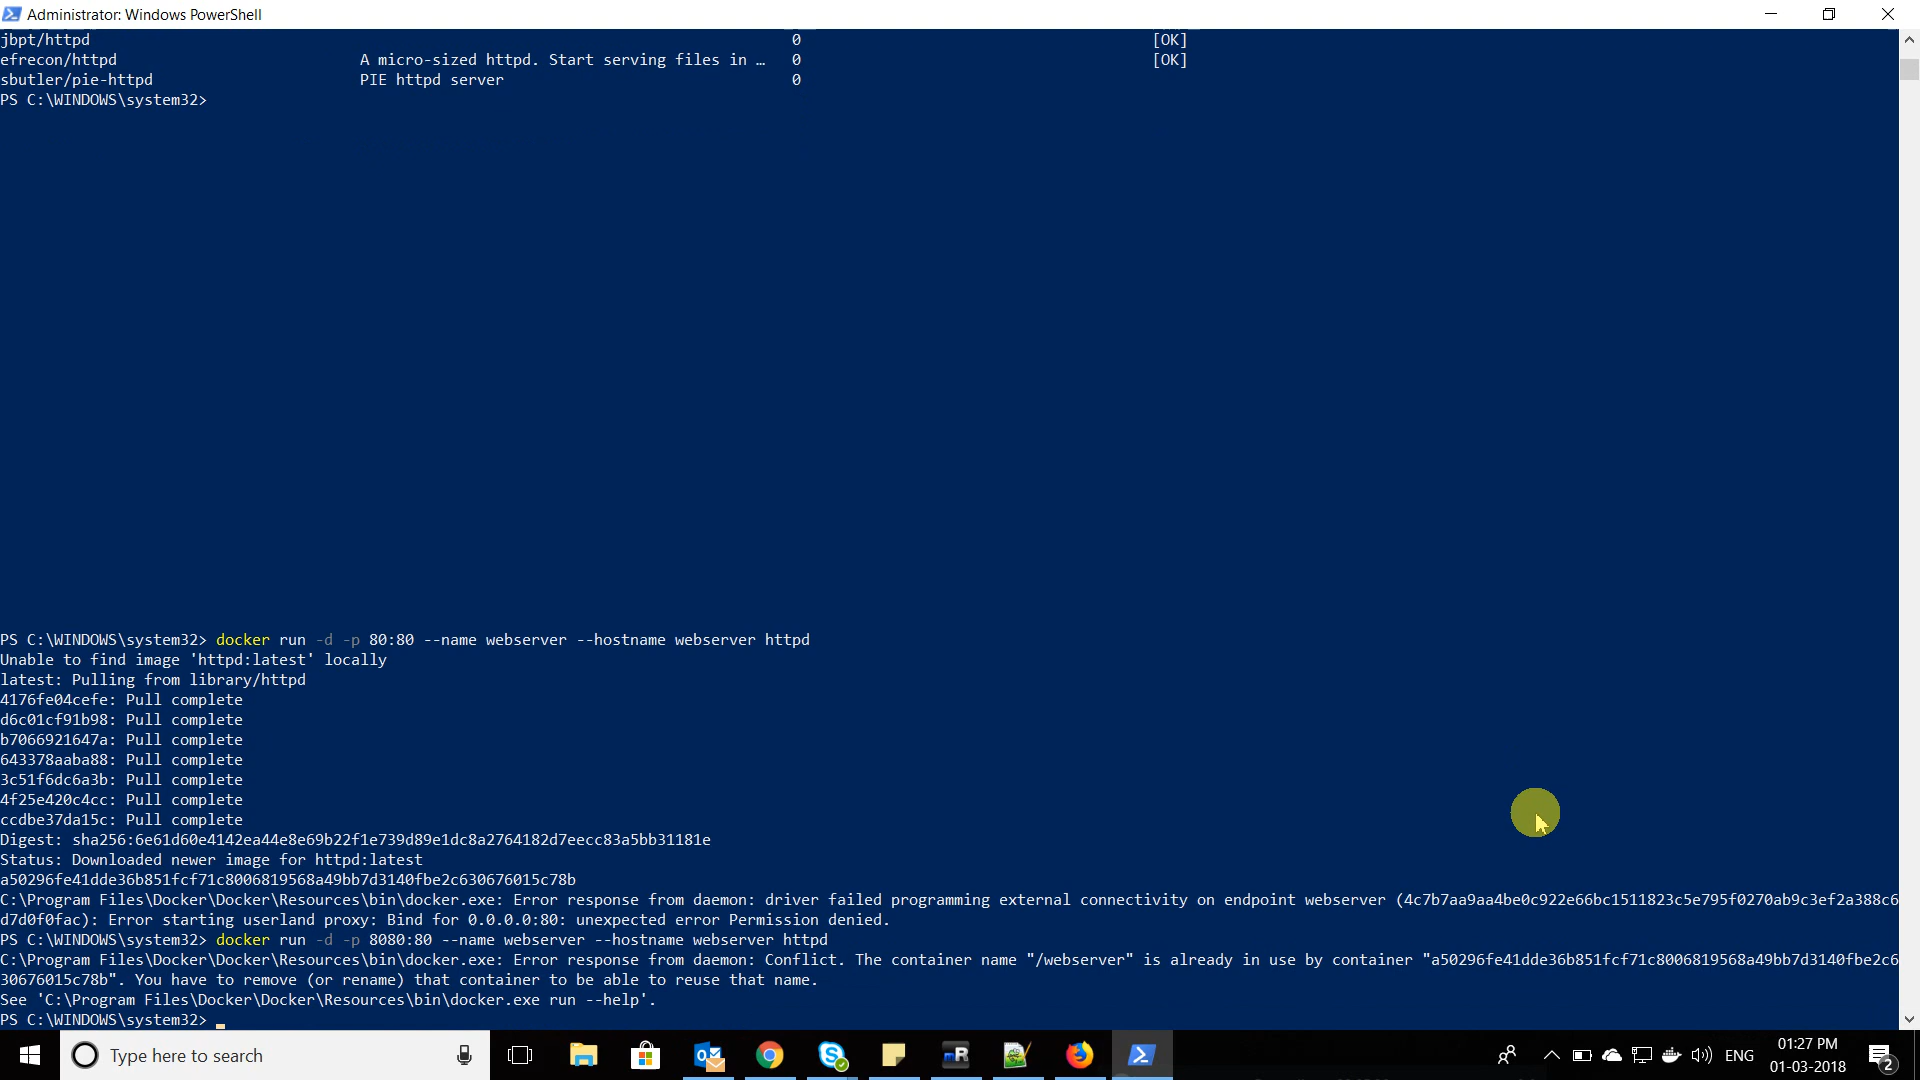 Administrator: Windows PowerShell
jbpt/httpd 0 [OK]
efrecon/httpd A micro-sized httpd. Start serving files in … 0 [OK]
sbutler/pie-httpd PIE httpd server 0
PS C:\WINDOWS\system32>
PS C:\WINDOWS\system32> docker run -d -p 80:80 --name webserver --hostname webserver httpd
Unable to find image 'httpd:latest' locally
latest: Pulling from library/httpd
4176fe04cefe: Pull complete
d6c01cf91b98: Pull complete
b7066921647a: Pull complete
643378aaba88: Pull complete
3c51f6dc6a3b: Pull complete
4f25e420c4cc: Pull complete
ccdbe37da15c: Pull complete
Digest: sha256:6e61d60e4142ea44e8e69b22f1e739d89e1dc8a2764182d7eecc83a5bb31181e
Status: Downloaded newer image for httpd:latest
a50296fe41dde36b851fcf71c8006819568a49bb7d3140fbe2c630676015c78b
C:\Program Files\Docker\Docker\Resources\bin\docker.exe: Error response from daemon: driver failed programming external connectivity on endpoint webserver (4c7b7aa9aa4be0c922e66bc1511823c5e795f0270ab9c3ef2a388c6
d7d0f0fac): Error starting userland proxy: Bind for 0.0.0.0:80: unexpected error Permission denied.
PS C:\WINDOWS\system32> docker run -d -p 8080:80 --name webserver --hostname webserver httpd
C:\Program Files\Docker\Docker\Resources\bin\docker.exe: Error response from daemon: Conflict. The container name "/webserver" is already in use by container "a50296fe41dde36b851fcf71c8006819568a49bb7d3140fbe2c6
30676015c78b". You have to remove (or rename) that container to be able to reuse that name.
See 'C:\Program Files\Docker\Docker\Resources\bin\docker.exe run --help'.
PS C:\WINDOWS\system32>
Type here to search
mR
ENG
01:27 PM
01-03-2018
2